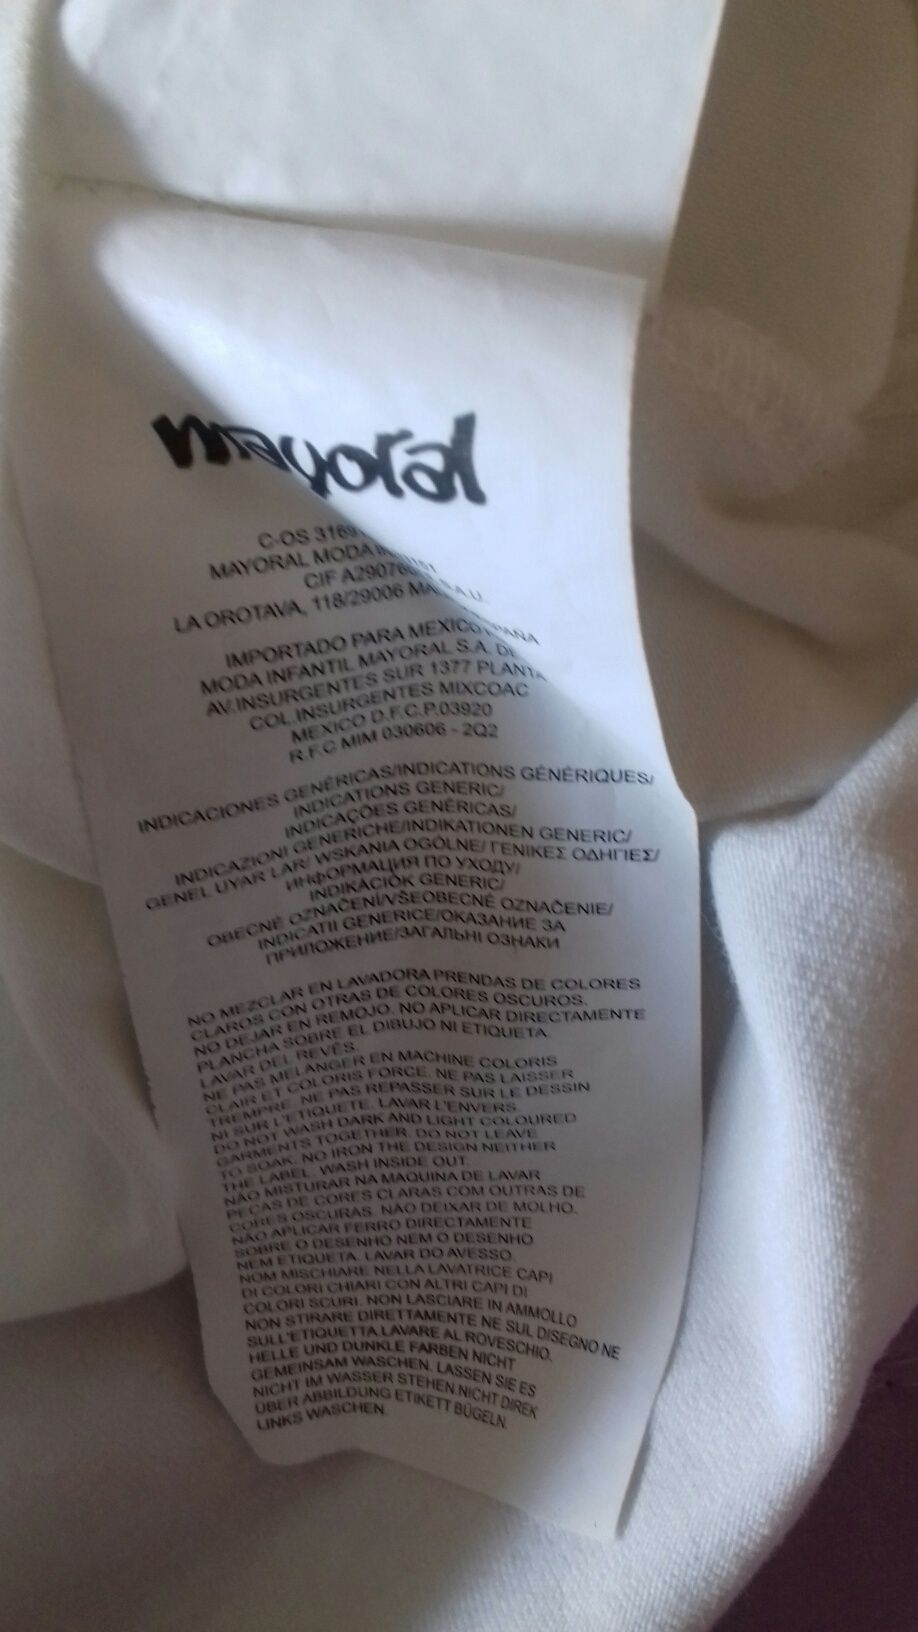 mayoral
C-OS 3169
MAYORAL MODA
CIF A29076
LA OROTAVA, 118/29006
IMPORTADO PARA MEXICO
MODA INFANTIL MAYORAL S.A. DE
AV.INSURGENTES SUR 1377 PLANTA
COL.INSURGENTES MIXCOAC
MEXICO D.F.C.P.03920
R.F.C MIM 030606 - 2Q2
INDICACIONES GENÉRICAS/INDICATIONS GÉNÉRIQUES/
INDICATIONS GENERIC/
INDICAÇÕES GENÉRICAS/
INDICAZIONI GENERICHE/INDIKATIONEN GENERIC/
GENEL UYAR LAR/ WSKANIA OGÓLNE/ ΓΕΝΙΚΕΣ ΟΔΗΓΙΕΣ/
ИНФОРМАЦИЯ ПО УХОДУ/
INDIKÁCIÓK GENERIC/
OBECNÉ OZNAČENÍ/VŠEOBECNÉ OZNAČENIE/
INDICATII GENERICE/ОКАЗАНИЕ ЗА
ПРИЛОЖЕНИЕ/ЗАГАЛЬНІ ОЗНАКИ
NO MEZCLAR EN LAVADORA PRENDAS DE COLORES
CLAROS CON OTRAS DE COLORES OSCUROS.
NO DEJAR EN REMOJO. NO APLICAR DIRECTAMENTE
PLANCHA SOBRE EL DIBUJO NI ETIQUETA.
LAVAR DEL REVÉS.
NE PAS MELANGER EN MACHINE COLORIS
CLAIR ET COLORIS FORCE. NE PAS LAISSER
TREMPRE. NE PAS REPASSER SUR LE DESSIN
NI SUR L'ETIQUETE. LAVAR L'ENVERS.
DO NOT WASH DARK AND LIGHT COLOURED
GARMENTS TOGETHER. DO NOT LEAVE
TO SOAK. NO IRON THE DESIGN NEITHER
THE LABEL. WASH INSIDE OUT.
NÃO MISTURAR NA MAQUINA DE LAVAR
PEÇAS DE CORES CLARAS COM OUTRAS DE
CORES OSCURAS. NÃO DEIXAR DE MOLHO.
NÃO APLICAR FERRO DIRECTAMENTE
SOBRE O DESENHO NEM O DESENHO
NEM ETIQUETA. LAVAR DO AVESSO.
NOM MISCHIARE NELLA LAVATRICE CAPI
DI COLORI CHIARI CON ALTRI CAPI DI
COLORI SCURI. NON LASCIARE IN AMMOLLO
NON STIRARE DIRETTAMENTE NE SUL DISEGNO NE
SULL'ETIQUETTA.LAVARE AL ROVESCHIO.
HELLE UND DUNKLE FARBEN NICHT
GEMEINSAM WASCHEN. LASSEN SIE ES
NICHT IM WASSER STEHEN.NICHT DIREK
ÜBER ABBILDUNG ETIKETT BÜGELN.
LINKS WASCHEN.